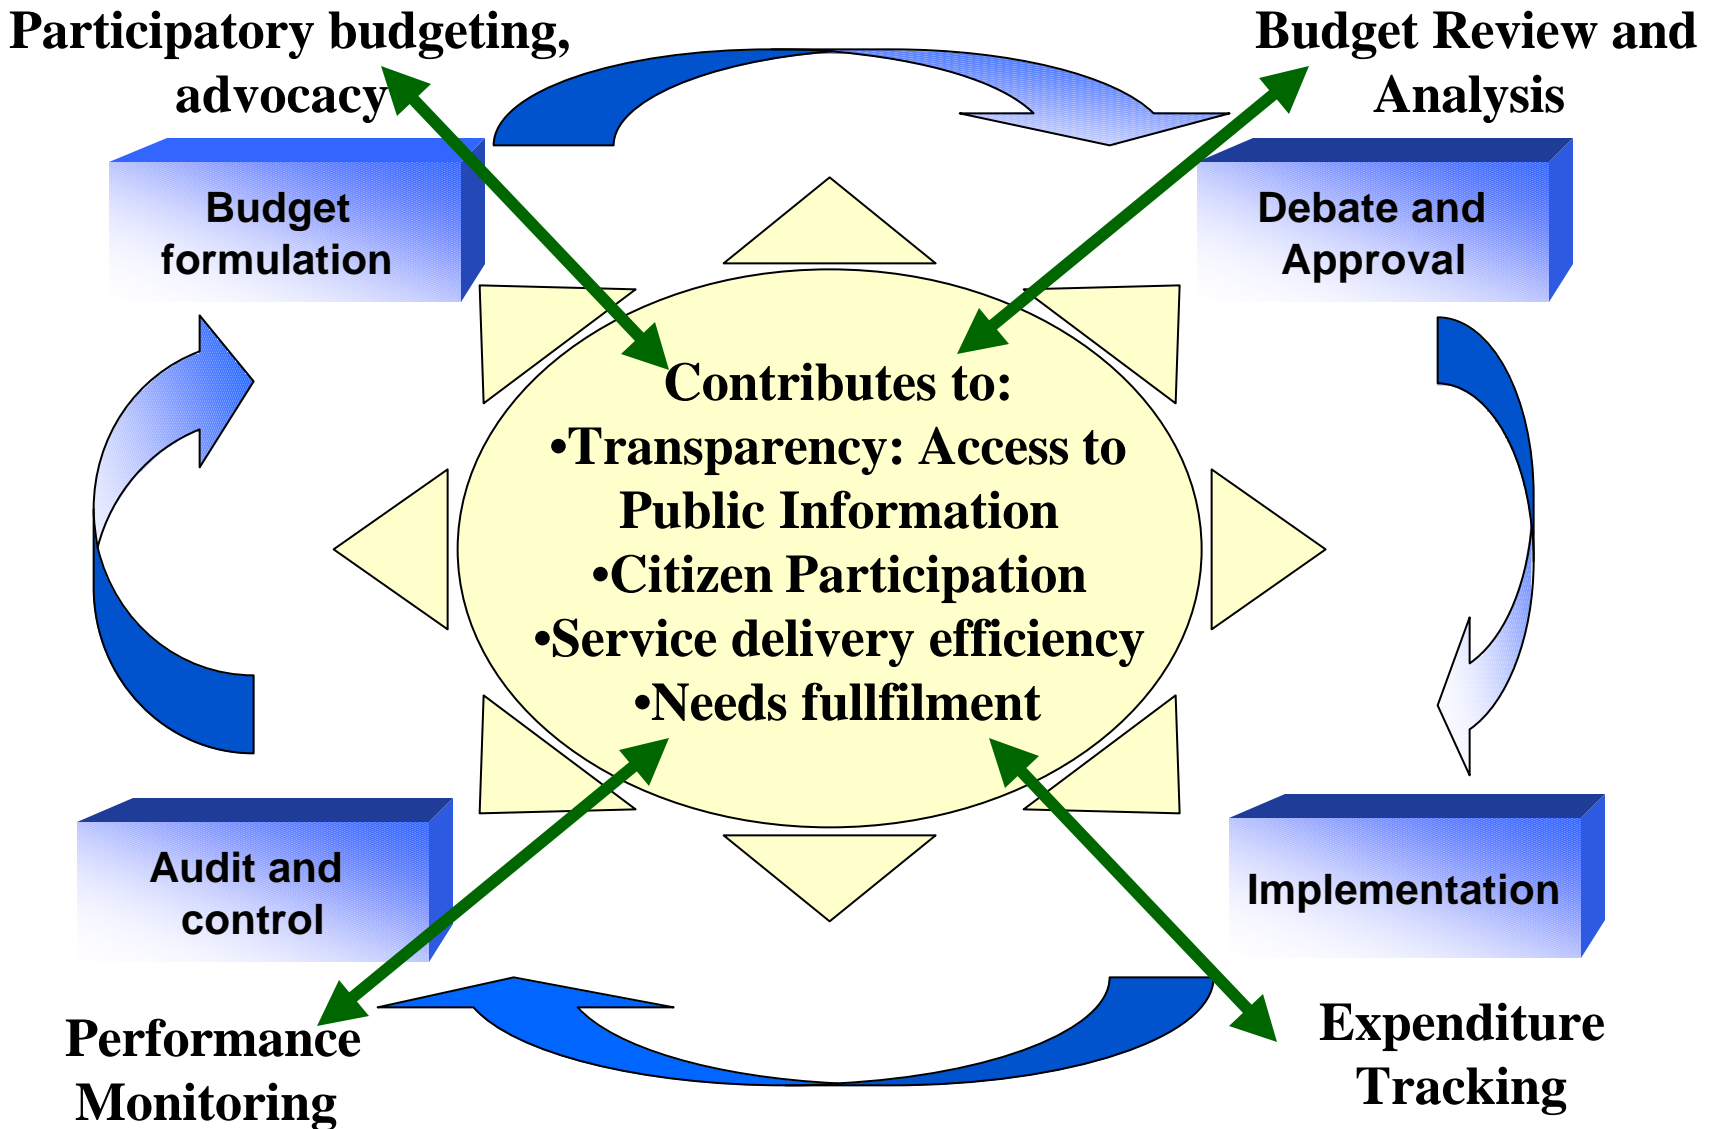 Participatory budgeting,
advocacy
Budget Review and
Analysis
Budget
formulation
Debate and
Approval
Contributes to:
•Transparency: Access to
Public Information
•Citizen Participation
•Service delivery efficiency
•Needs fullfilment
Audit and
control
Implementation
Performance
Monitoring
Expenditure
Tracking